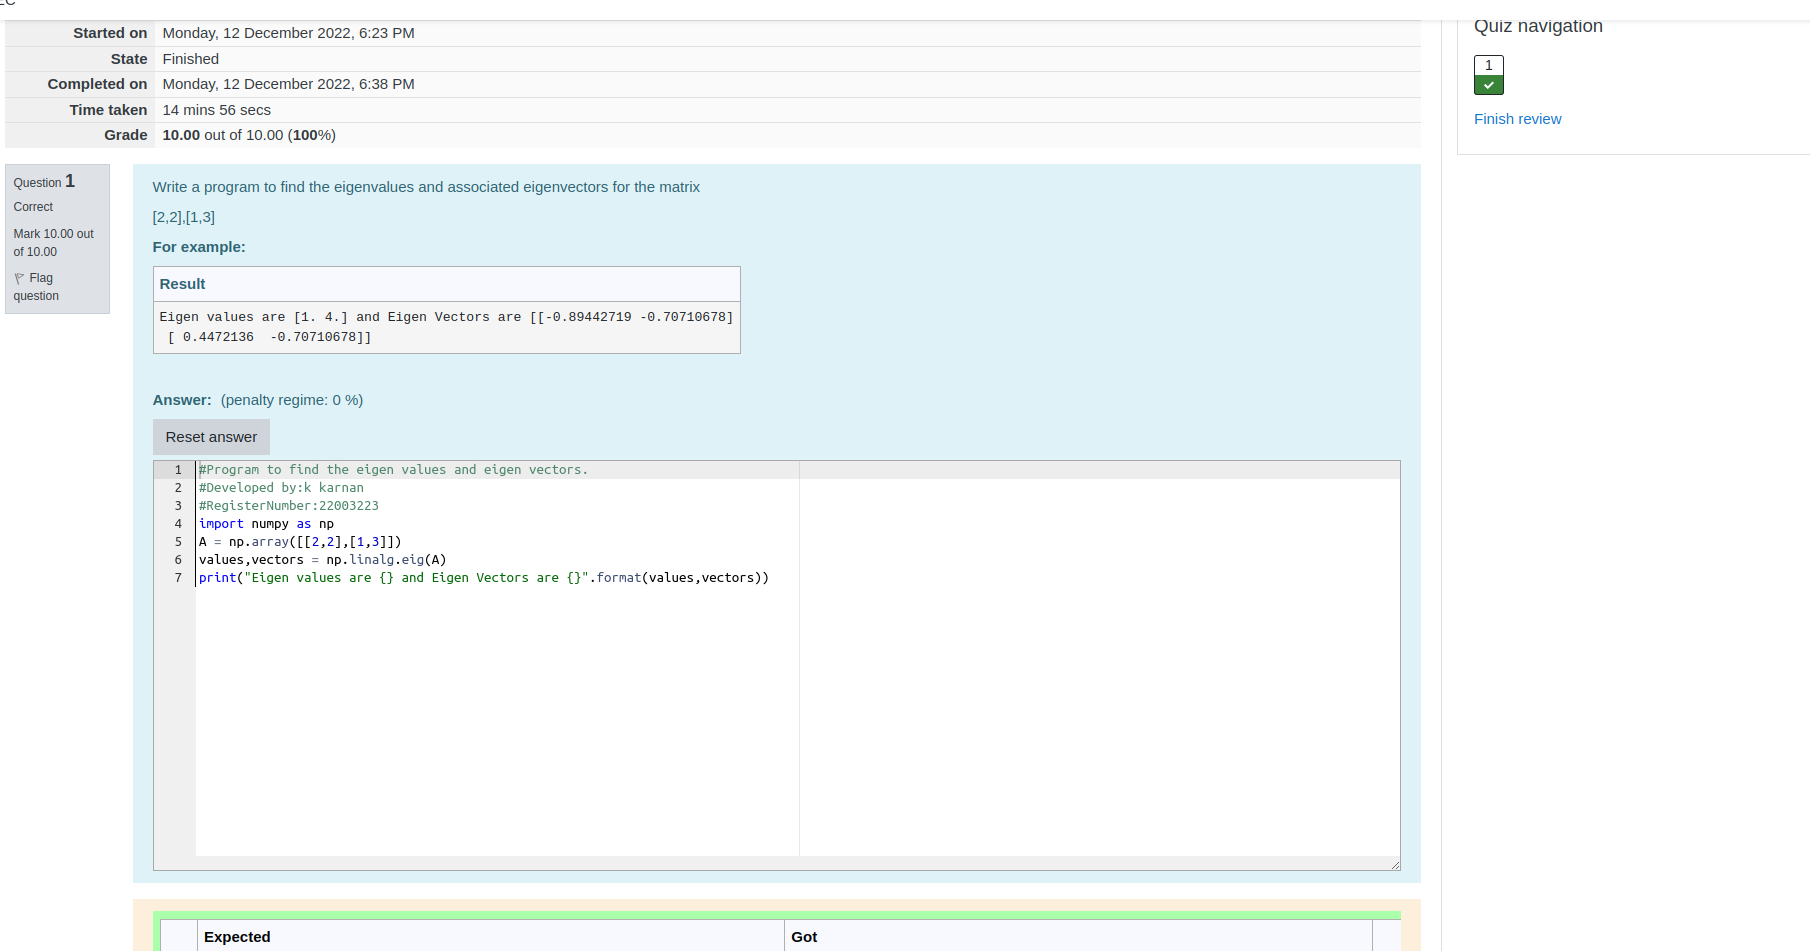 Started on Monday, 12 December 2022, 6:23 PM
State Finished
Completed on Monday, 12 December 2022, 6:38 PM
Time taken 14 mins 56 secs
Grade 10.00 out of 10.00 (100%)
Quiz navigation
1
Finish review
Question 1
Correct
Mark 10.00 out
of 10.00
Flag
question
Write a program to find the eigenvalues and associated eigenvectors for the matrix
[2,2],[1,3]
For example:
Result
Eigen values are [1. 4.] and Eigen Vectors are [[-0.89442719 -0.70710678]
 [ 0.4472136  -0.70710678]]
Answer: (penalty regime: 0 %)
Reset answer
1 #Program to find the eigen values and eigen vectors.
2 #Developed by:k karnan
3 #RegisterNumber:22003223
4 import numpy as np
5 A = np.array([[2,2],[1,3]])
6 values,vectors = np.linalg.eig(A)
7 print("Eigen values are {} and Eigen Vectors are {}".format(values,vectors))
Expected Got